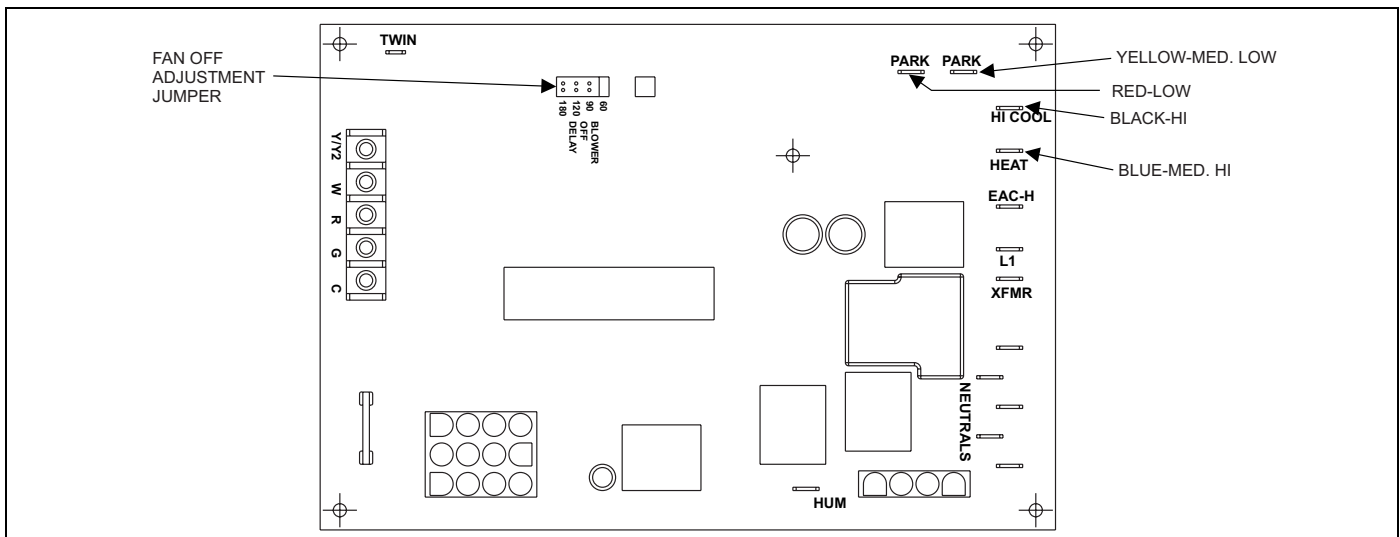 TWIN
FAN OFF
ADJUSTMENT
JUMPER
PARK PARK
YELLOW-MED. LOW
RED-LOW
HI COOL
BLACK-HI
HEAT
BLUE-MED. HI
60
90
120
180
BLOWER
OFF
DELAY
Y/Y2
W
R
G
C
EAC-H
L1
XFMR
NEUTRALS
HUM